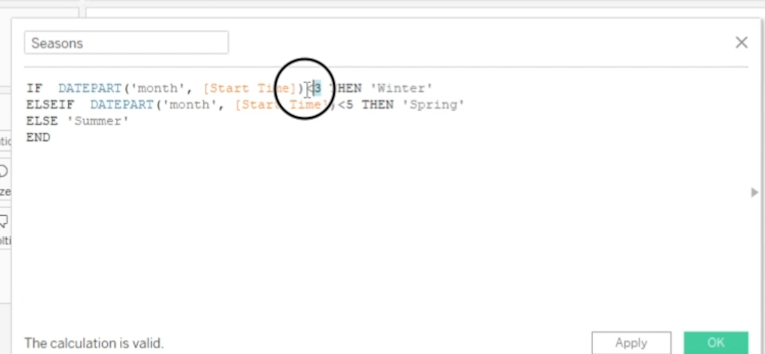 Seasons
IF DATEPART('month', [Start Time])<3 THEN 'Winter'
ELSEIF DATEPART('month', [Start Time])<5 THEN 'Spring'
ELSE 'Summer'
END
The calculation is valid.
Apply
OK